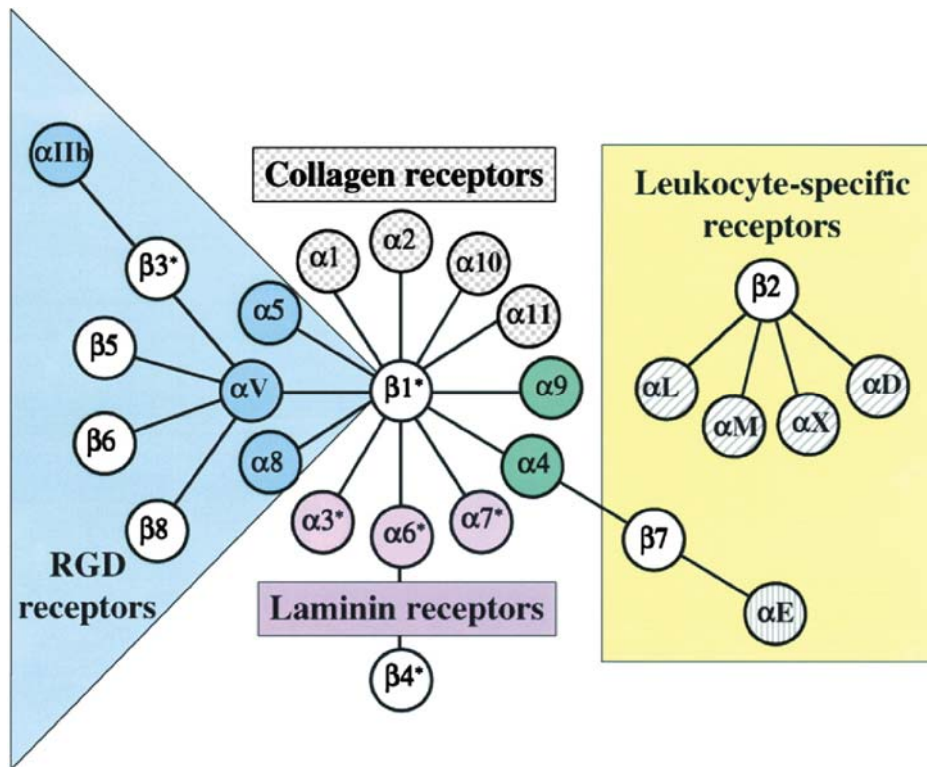 αIIb
β3*
β5
β6
β8
αV
α5
α8
RGD
receptors
Collagen receptors
α1
α2
α10
α11
β1*
α9
α4
α3*
α6*
α7*
Laminin receptors
β4*
Leukocyte-specific
receptors
β2
αL
αM
αX
αD
β7
αE